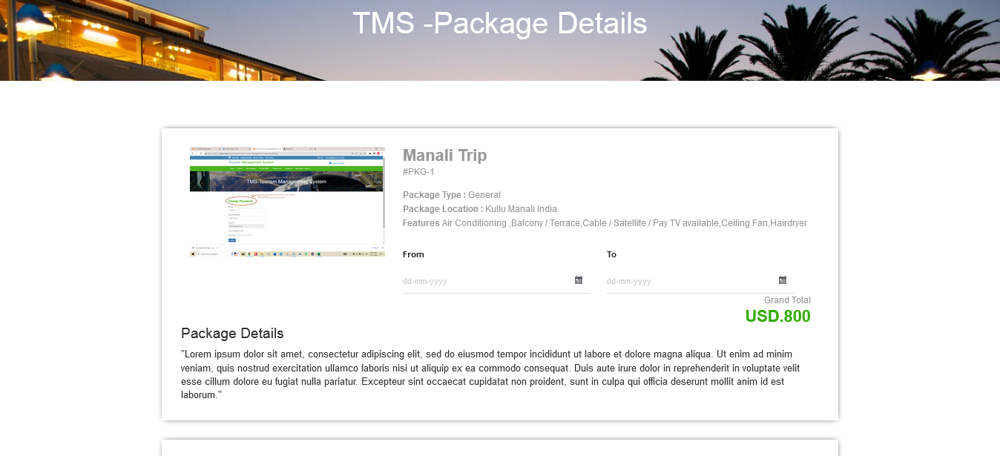 TMS -Package Details
Tourism Management System
TMS-Tourism Management System
Change Password
Manali Trip
#PKG-1
Package Type : General
Package Location : Kullu Manali India
Features Air Conditioning ,Balcony / Terrace,Cable / Satellite / Pay TV available,Ceiling Fan,Hairdryer
From
To
dd-mm-yyyy
dd-mm-yyyy
Grand Total
USD.800
Package Details
"Lorem ipsum dolor sit amet, consectetur adipiscing elit, sed do eiusmod tempor incididunt ut labore et dolore magna aliqua. Ut enim ad minim
veniam, quis nostrud exercitation ullamco laboris nisi ut aliquip ex ea commodo consequat. Duis aute irure dolor in reprehenderit in voluptate velit
esse cillum dolore eu fugiat nulla pariatur. Excepteur sint occaecat cupidatat non proident, sunt in culpa qui officia deserunt mollit anim id est
laborum."